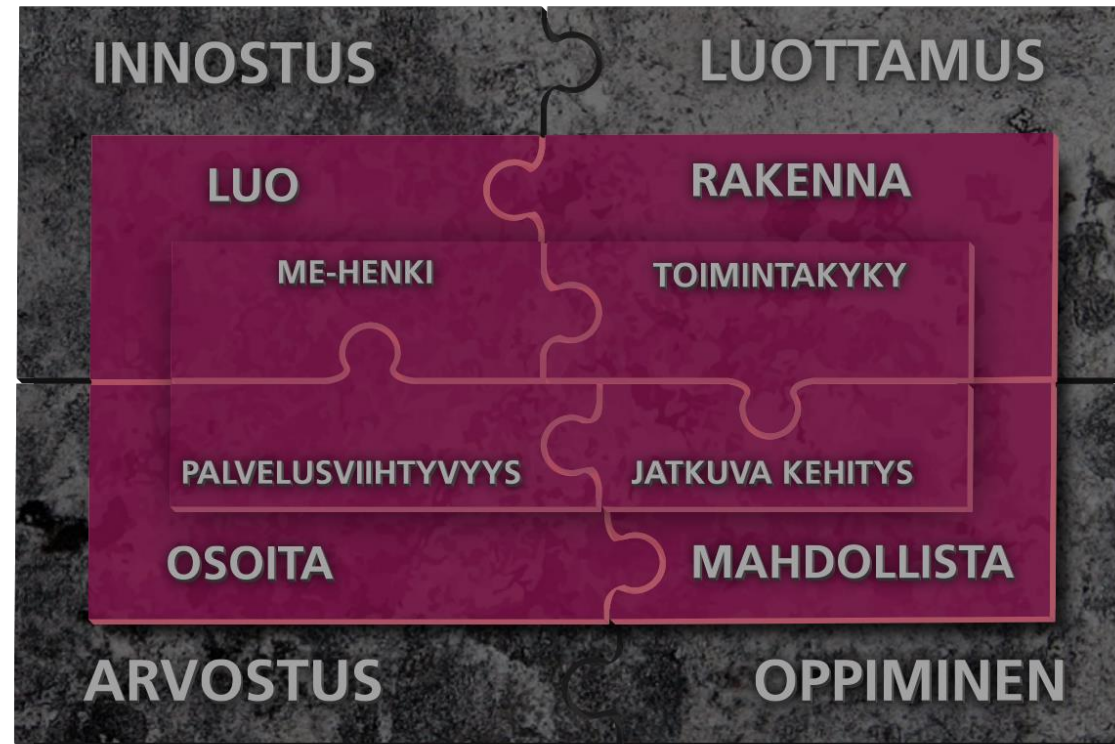 INNOSTUS
LUOTTAMUS
LUO
RAKENNA
ME-HENKI
TOIMINTAKYKY
PALVELUSVIIHTYVYYS
JATKUVA KEHITYS
OSOITA
MAHDOLLISTA
ARVOSTUS
OPPIMINEN